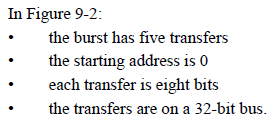 In Figure 9-2:
• the burst has five transfers
• the starting address is 0
• each transfer is eight bits
• the transfers are on a 32-bit bus.